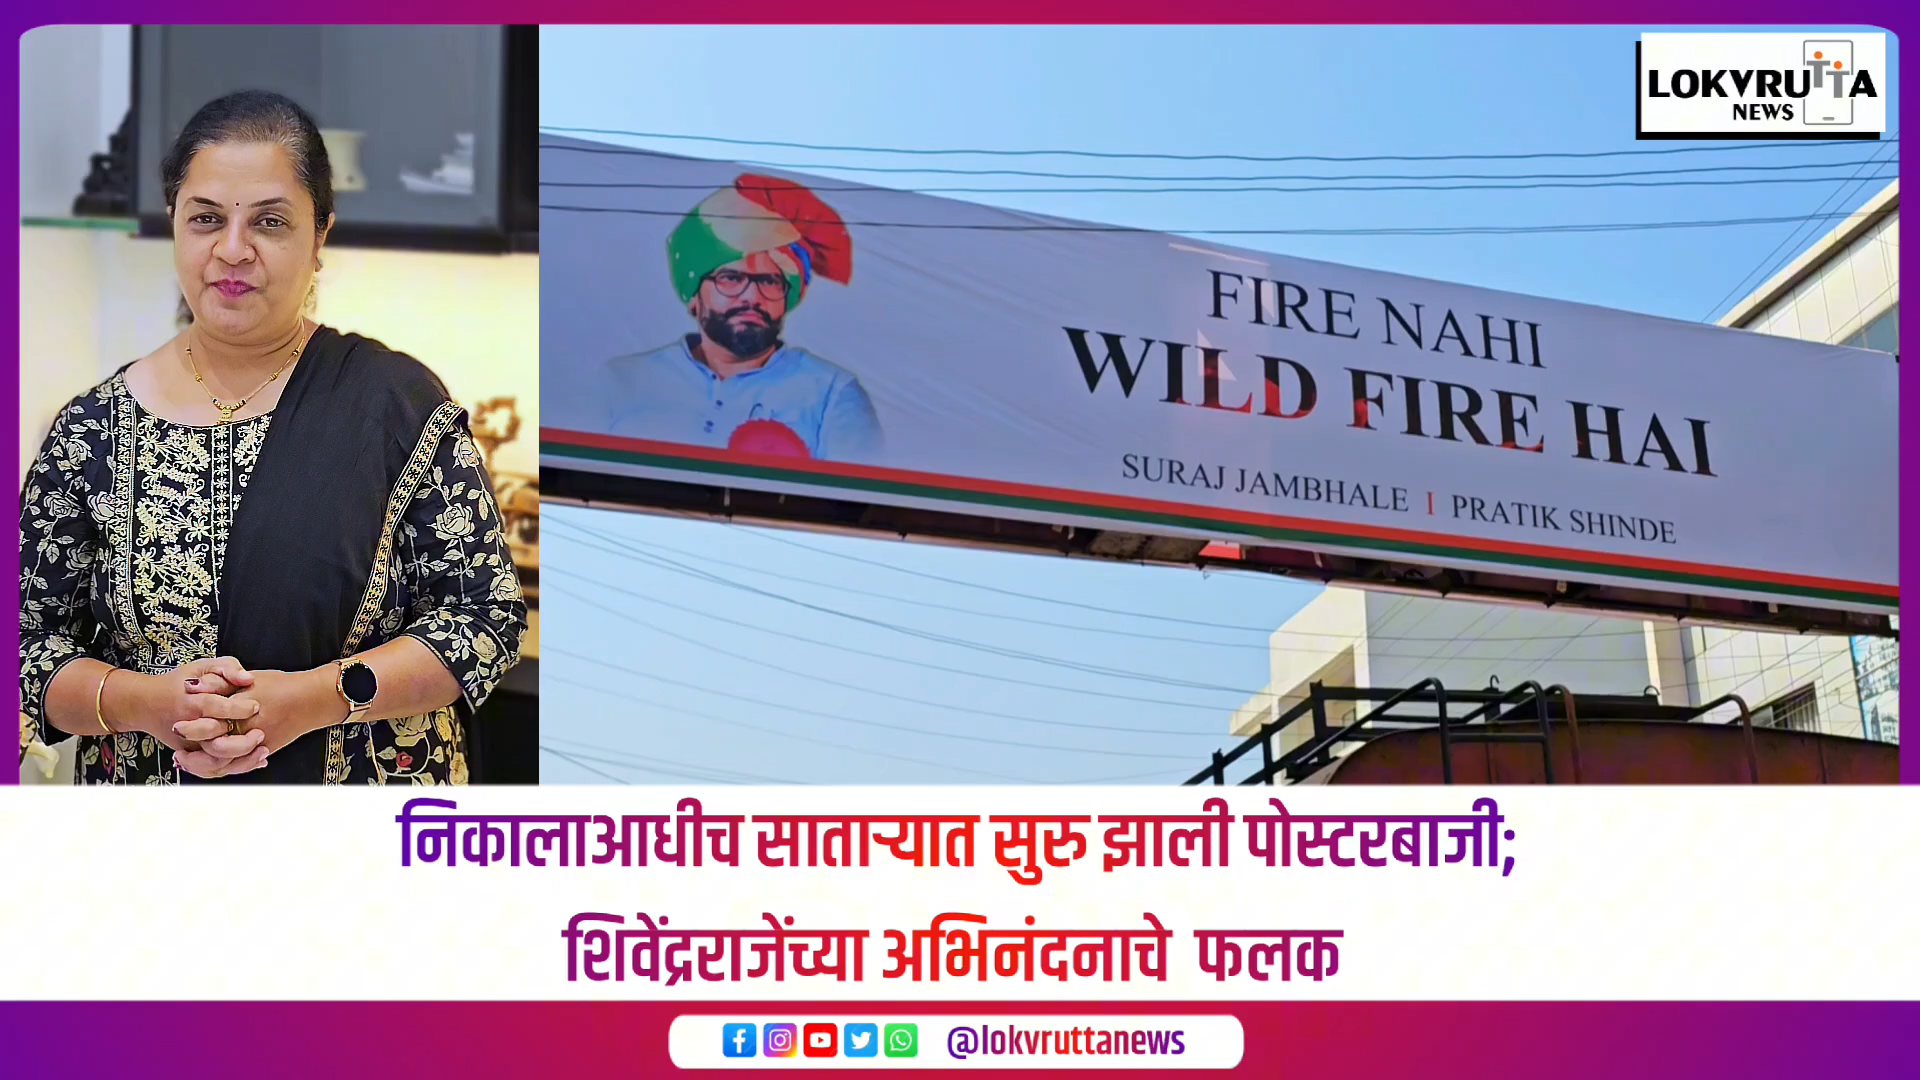 LOKVRUTTA
NEWS
FIRE NAHI
WILD FIRE HAI
SURAJ JAMBHALE I PRATIK SHINDE
निकालाआधीच साताऱ्यात सुरु झाली पोस्टरबाजी;
शिवेंद्रराजेंच्या अभिनंदनाचे फलक
@lokvruttanews